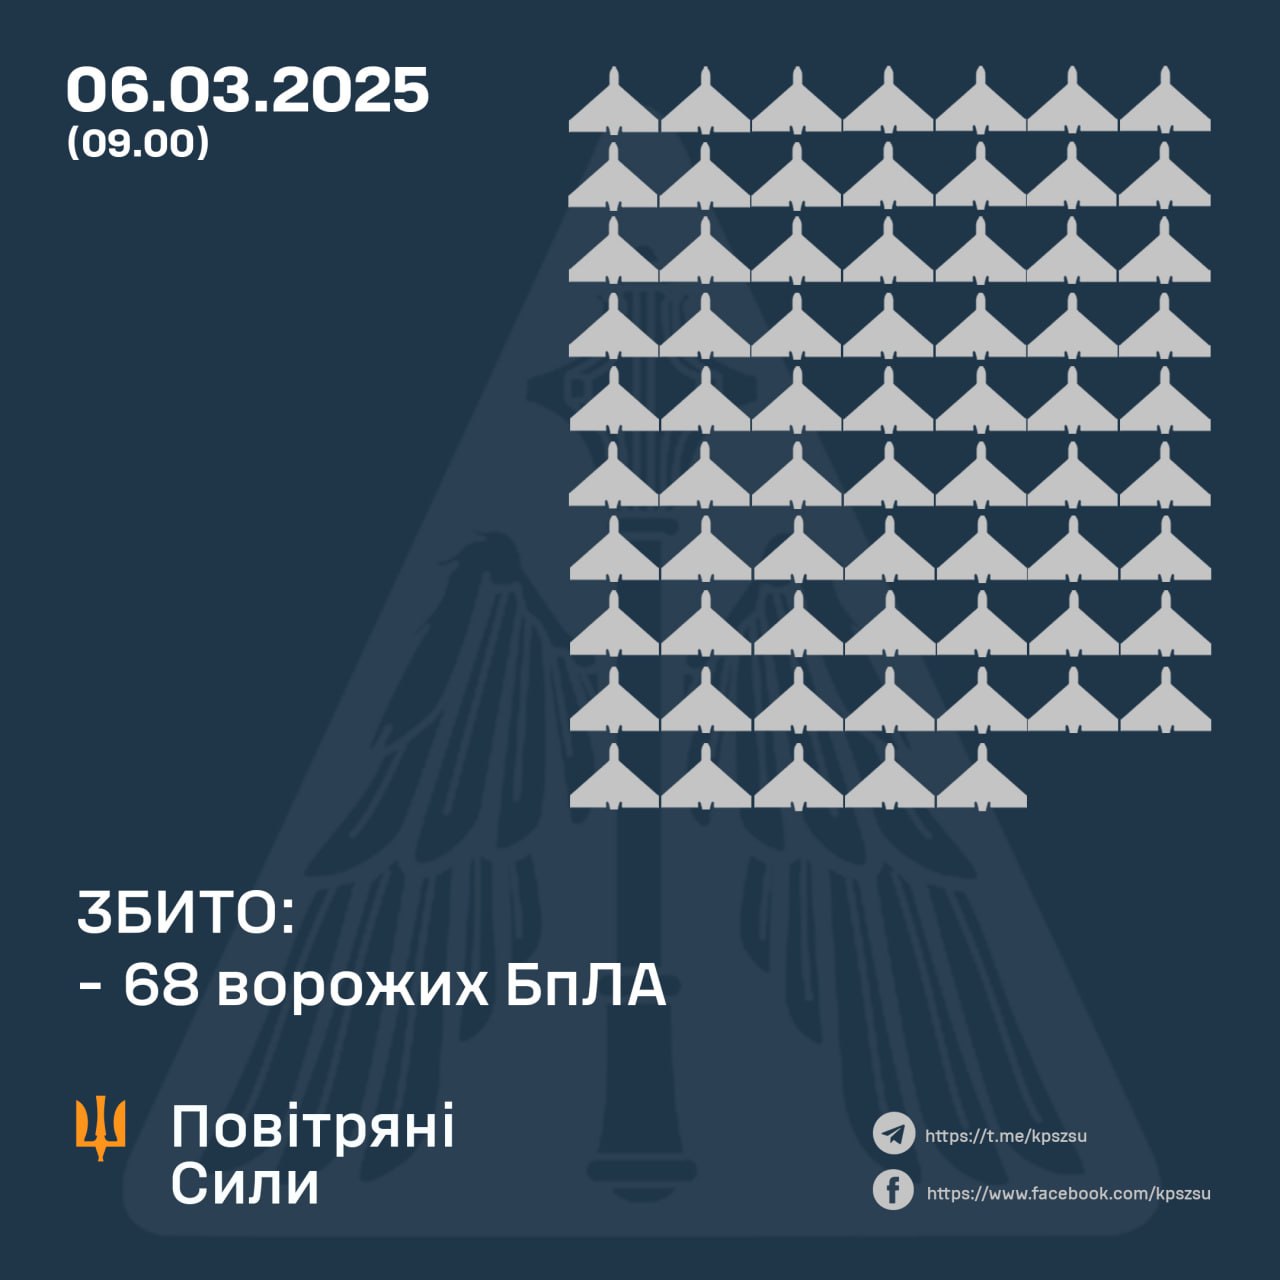 06.03.2025
(09.00)
ЗБИТО:
- 68 ворожих БпЛА
Повітряні
Сили
https://t.me/kpszsu
https://www.facebook.com/kpszsu